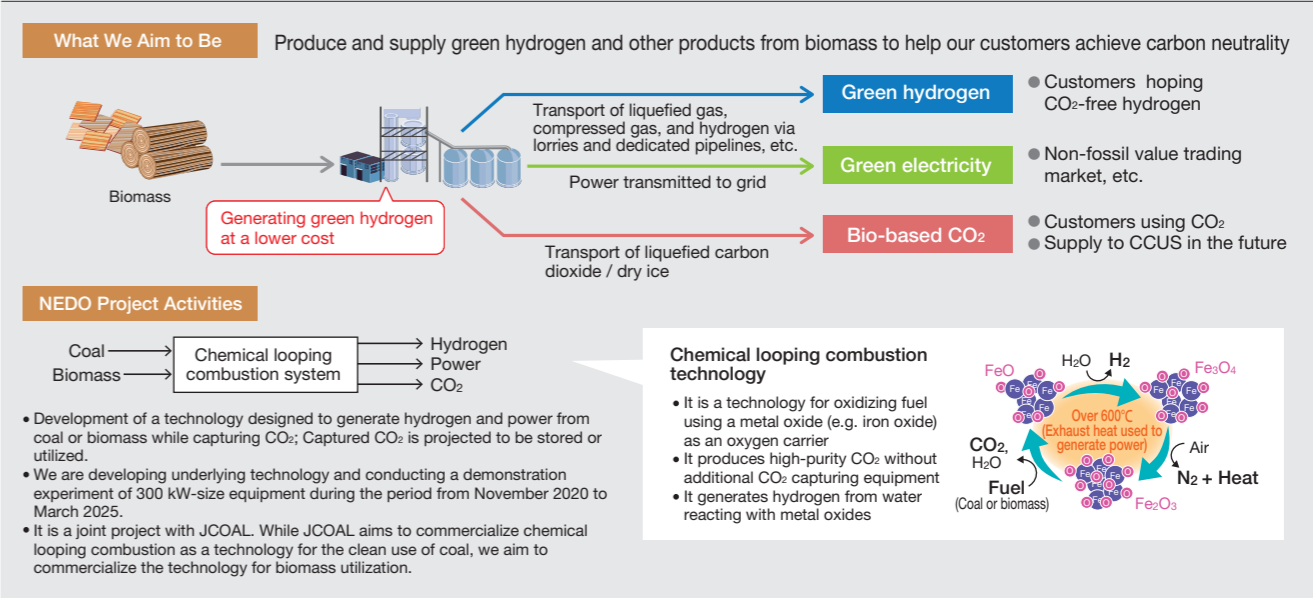 What We Aim to Be
Produce and supply green hydrogen and other products from biomass to help our customers achieve carbon neutrality
Biomass
Generating green hydrogen
at a lower cost
Transport of liquefied gas,
compressed gas, and hydrogen via
lorries and dedicated pipelines, etc.
Green hydrogen
Customers hoping
CO₂-free hydrogen
Power transmitted to grid
Green electricity
Non-fossil value trading
market, etc.
Transport of liquefied carbon
dioxide / dry ice
Bio-based CO₂
Customers using CO₂
Supply to CCUS in the future
NEDO Project Activities
Coal
Biomass
Chemical looping
combustion system
Hydrogen
Power
CO₂
• Development of a technology designed to generate hydrogen and power from
coal or biomass while capturing CO₂; Captured CO₂ is projected to be stored or
utilized.
• We are developing underlying technology and conducting a demonstration
experiment of 300 kW-size equipment during the period from November 2020 to
March 2025.
• It is a joint project with JCOAL. While JCOAL aims to commercialize chemical
looping combustion as a technology for the clean use of coal, we aim to
commercialize the technology for biomass utilization.
Chemical looping combustion
technology
• It is a technology for oxidizing fuel
using a metal oxide (e.g. iron oxide)
as an oxygen carrier
• It produces high-purity CO₂ without
additional CO₂ capturing equipment
• It generates hydrogen from water
reacting with metal oxides
FeO
H₂O
H₂
Fe₃O₄
Over 600℃
(Exhaust heat used to
generate power)
Air
N₂ + Heat
Fe₂O₃
CO₂,
H₂O
Fuel
(Coal or biomass)